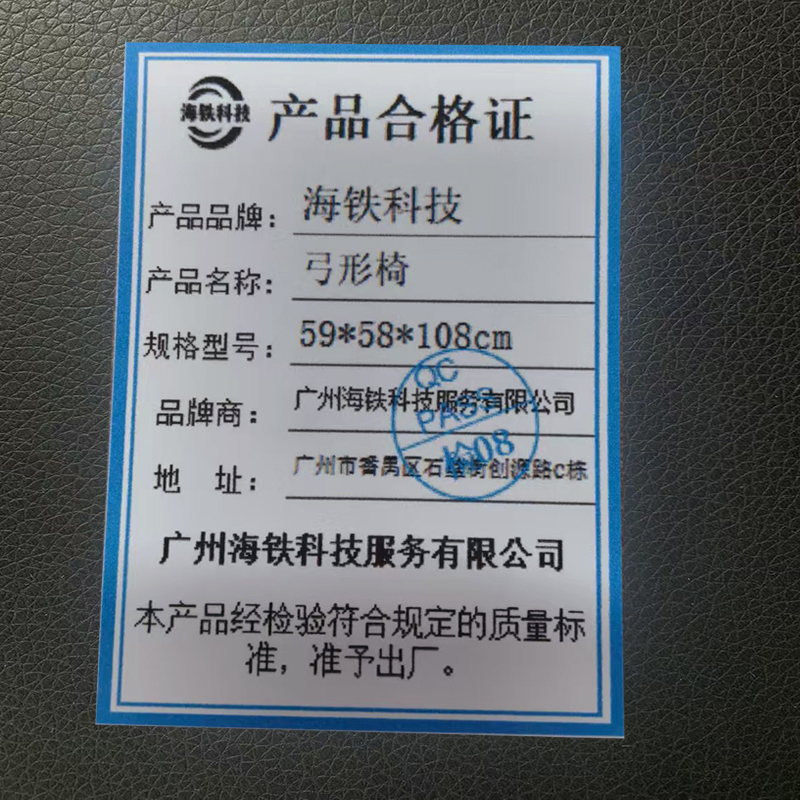 海铁科技
产品合格证
产品品牌：海铁科技
产品名称：弓形椅
规格型号：59*58*108cm
品牌商：广州海铁科技服务有限公司
地 址：广州市番禺区石 街创源路C栋
QC
PASS
检08
广州海铁科技服务有限公司
本产品经检验符合规定的质量标
准，准予出厂。